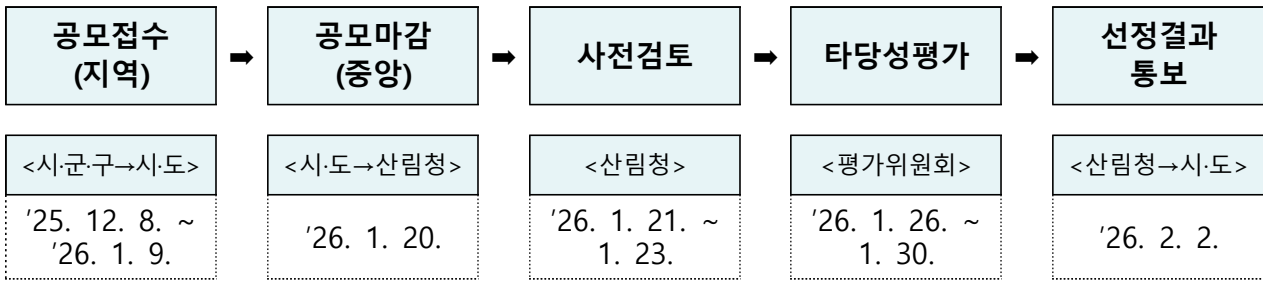 공모접수
(지역)
➡
공모마감
(중앙)
➡
사전검토
➡
타당성평가
➡
선정결과
통보
<시·군·구→시·도>
<시·도→산림청>
<산림청>
<평가위원회>
<산림청→시·도>
'25. 12. 8. ~
'26. 1. 9.
'26. 1. 20.
'26. 1. 21. ~
1. 23.
'26. 1. 26. ~
1. 30.
'26. 2. 2.